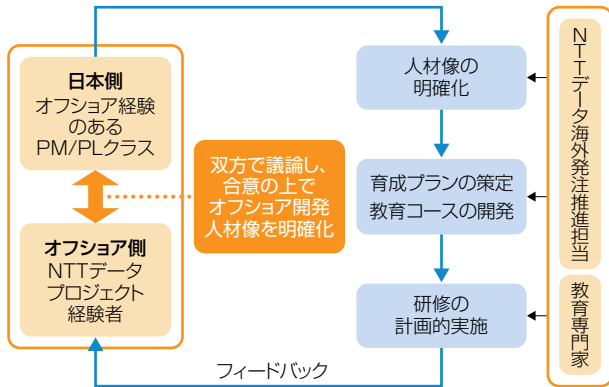 日本側
オフショア経験
のある
PM/PLクラス
オフショア側
NTTデータ
プロジェクト
経験者
双方で議論し、
合意の上で
オフショア開発
人材像を明確化
人材像の
明確化
育成プランの策定
教育コースの開発
研修の
計画的実施
フィードバック
NTTデータ海外発注推進担当
教育専門家